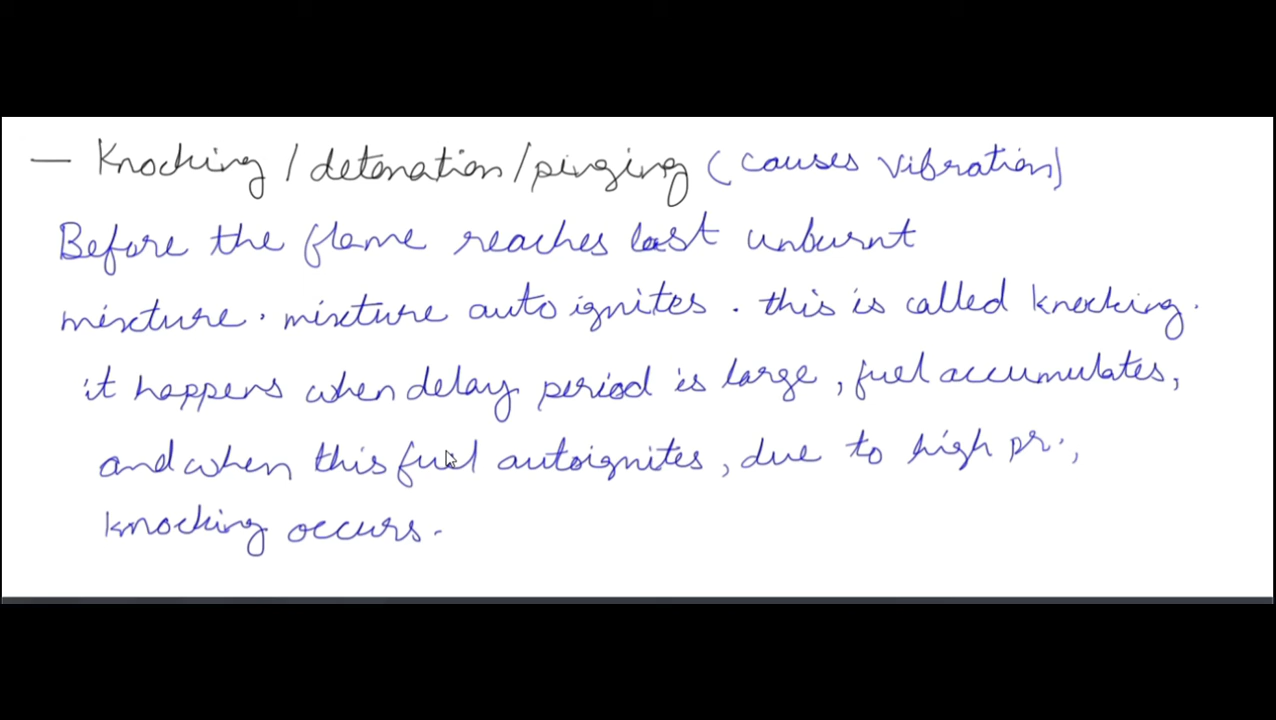 — Knocking / detonation / pinging (causes vibration)
Before the flame reaches last unburnt
mixture. mixture auto ignites. this is called knocking.
it happens when delay period is large, fuel accumulates,
and when this fuel autoignites, due to high pr.,
knocking occurs.